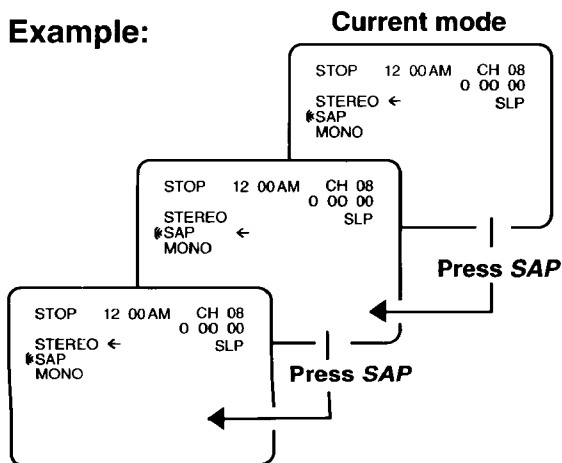 Example:
Current mode
STOP 12 00 AM CH 08
0 00 00
STEREO ← SLP
SAP
MONO
STOP 12 00 AM CH 08
0 00 00
STEREO SLP
SAP ←
MONO
Press SAP
STOP 12 00 AM CH 08
0 00 00
STEREO ← SLP
SAP
MONO
Press SAP